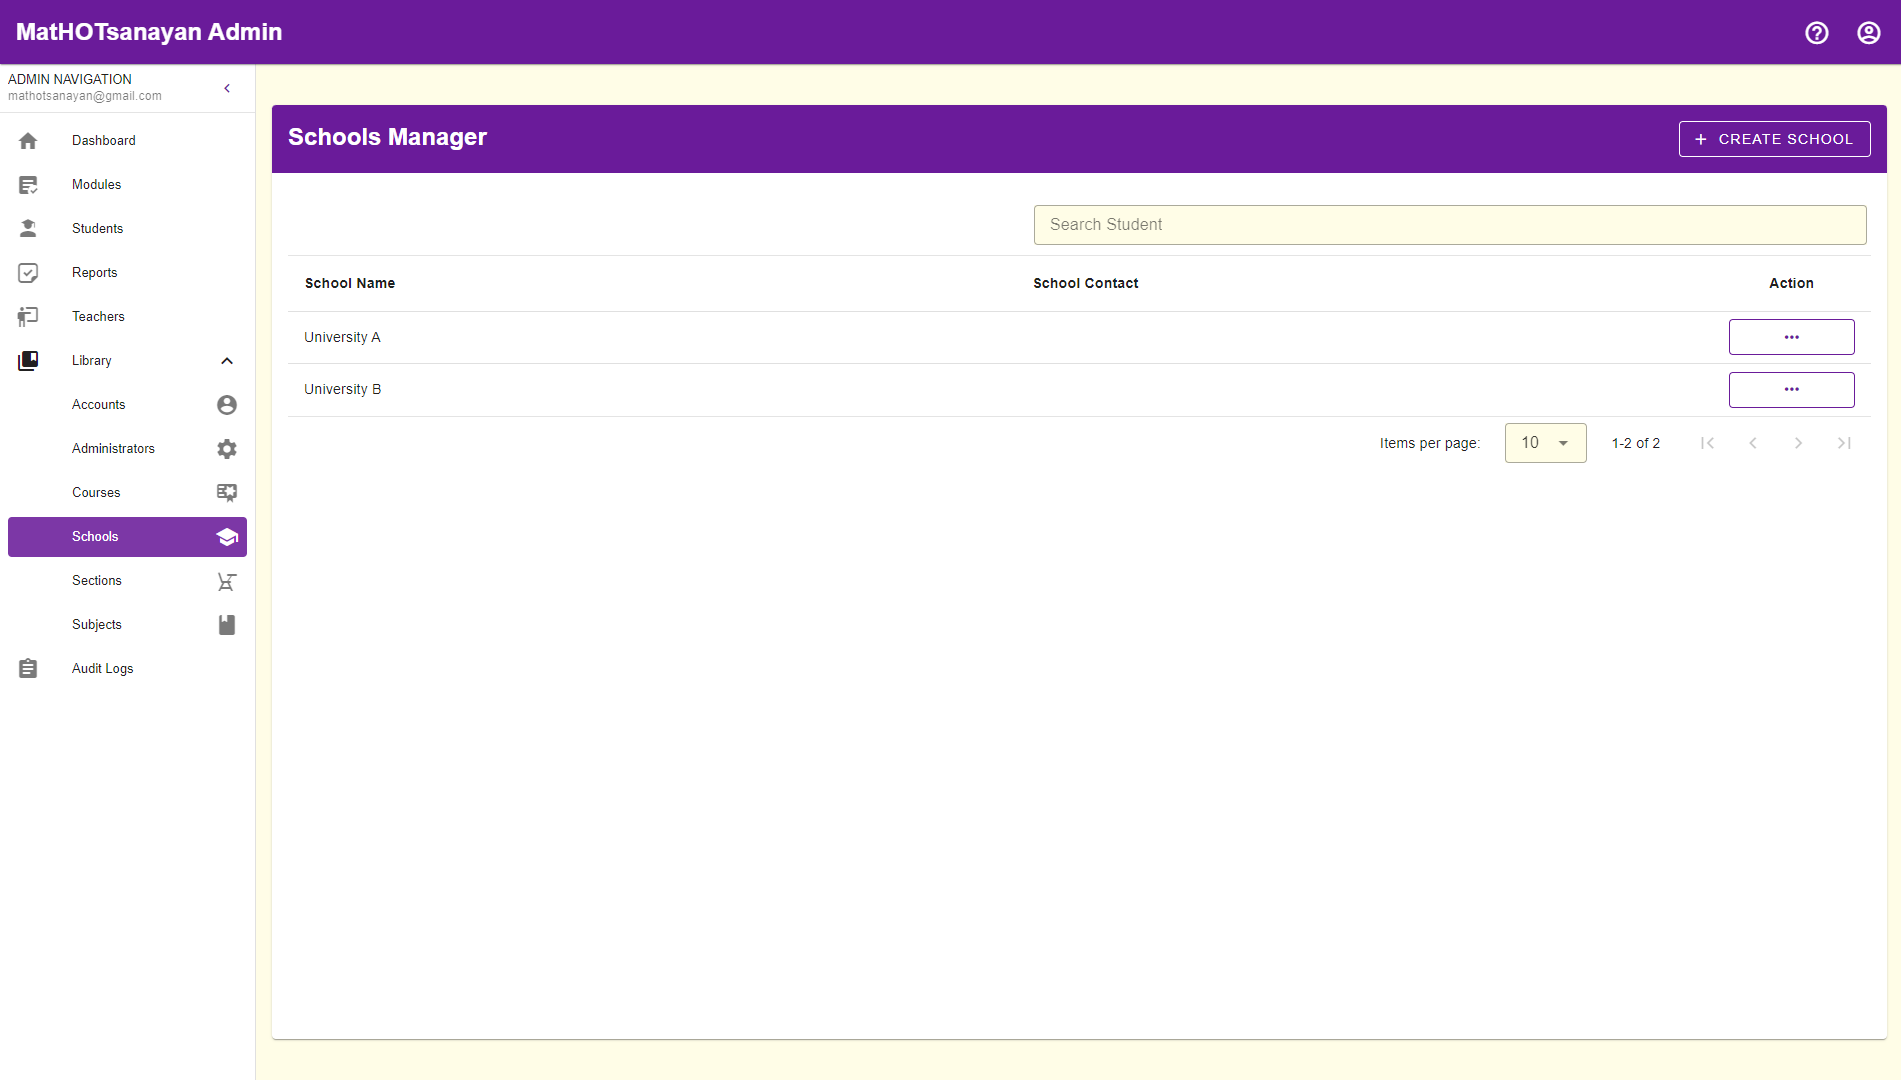 MatHOTsanayan Admin
ADMIN NAVIGATION
mathotsanayan@gmail.com
Dashboard
Modules
Students
Reports
Teachers
Library
Accounts
Administrators
Courses
Schools
Sections
Subjects
Audit Logs
Schools Manager
+ CREATE SCHOOL
Search Student
School Name School Contact Action
University A
University B
Items per page: 10 1-2 of 2